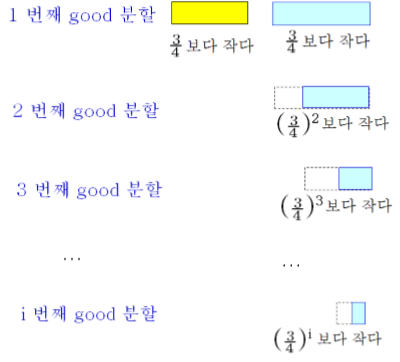 1 번째 good 분할
3/4 보다 작다 3/4 보다 작다
2 번째 good 분할
(3/4)² 보다 작다
3 번째 good 분할
(3/4)³ 보다 작다
... ...
i 번째 good 분할
(3/4)ⁱ 보다 작다